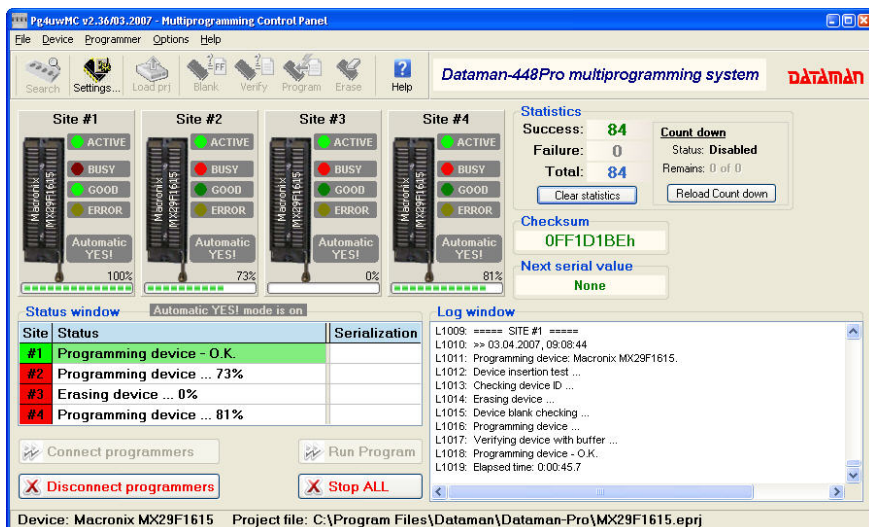 Pg4uwMC v2.36/03.2007 - Multiprogramming Control Panel
File Device Programmer Options Help
Search Settings... Load prj Blank Verify Program Erase Help
Dataman-448Pro multiprogramming system
DATAMAN
Site #1
ACTIVE
BUSY
GOOD
ERROR
Automatic
YES!
Macronix
MX29F1615
100%
Site #2
ACTIVE
BUSY
GOOD
ERROR
Automatic
YES!
Macronix
MX29F1615
73%
Site #3
ACTIVE
BUSY
GOOD
ERROR
Automatic
YES!
Macronix
MX29F1615
0%
Site #4
ACTIVE
BUSY
GOOD
ERROR
Automatic
YES!
Macronix
MX29F1615
81%
Statistics
Success: 84
Failure: 0
Total: 84
Clear statistics
Count down
Status: Disabled
Remains: 0 of 0
Reload Count down
Checksum
0FF1D1BEh
Next serial value
None
Status window Automatic YES! mode is on
Site Status Serialization
#1 Programming device - O.K.
#2 Programming device ... 73%
#3 Erasing device ... 0%
#4 Programming device ... 81%
Connect programmers Run Program
Disconnect programmers Stop ALL
Log window
L1009: ===== SITE #1 =====
L1010: >> 03.04.2007, 09:08:44
L1011: Programming device: Macronix MX29F1615.
L1012: Device insertion test ...
L1013: Checking device ID ...
L1014: Erasing device ...
L1015: Device blank checking ...
L1016: Programming device ...
L1017: Verifying device with buffer ...
L1018: Programming device - O.K.
L1019: Elapsed time: 0:00:45.7
Device: Macronix MX29F1615 Project file: C:\Program Files\Dataman\Dataman-Pro\MX29F1615.eprj